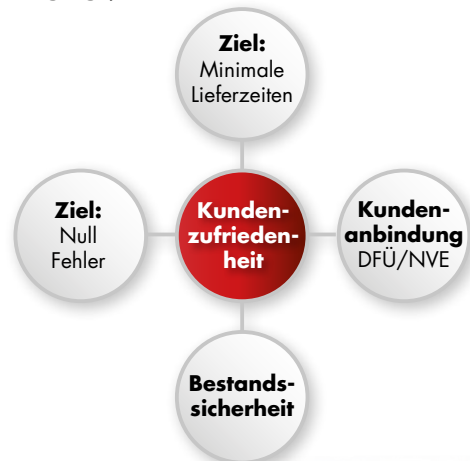 Ziel:
Minimale
Lieferzeiten
Ziel:
Null
Fehler
Kunden-
zufrieden-
heit
Kunden-
anbindung
DFÜ/NVE
Bestands-
sicherheit